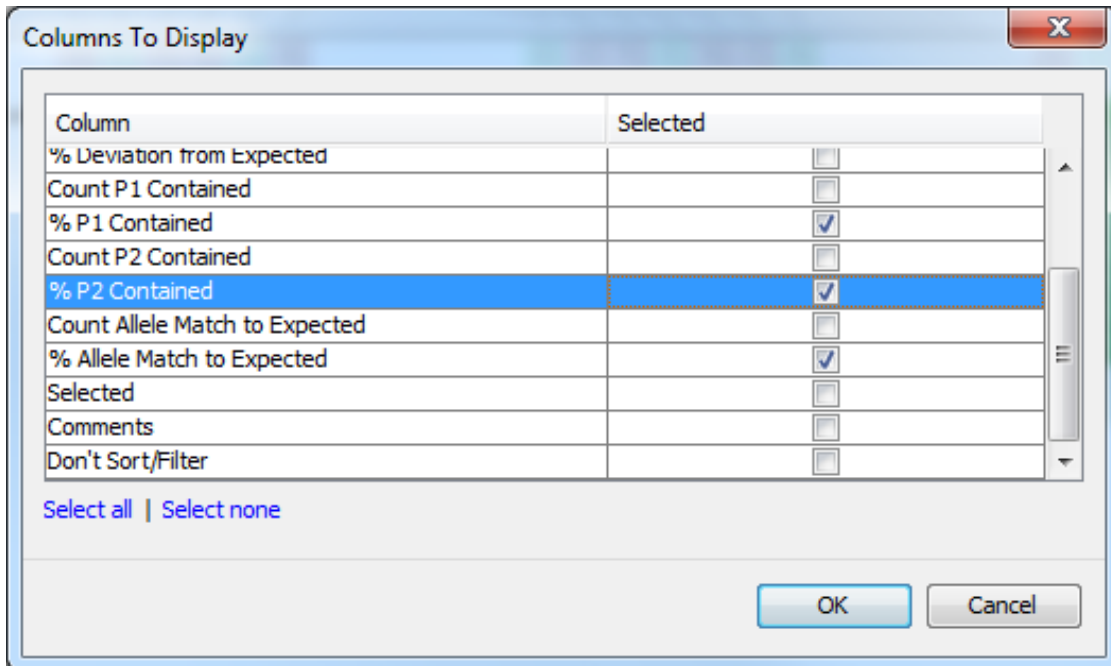 Columns To Display
Column Selected
% Deviation from Expected
Count P1 Contained
% P1 Contained
Count P2 Contained
% P2 Contained
Count Allele Match to Expected
% Allele Match to Expected
Selected
Comments
Don't Sort/Filter
Select all | Select none
OK Cancel